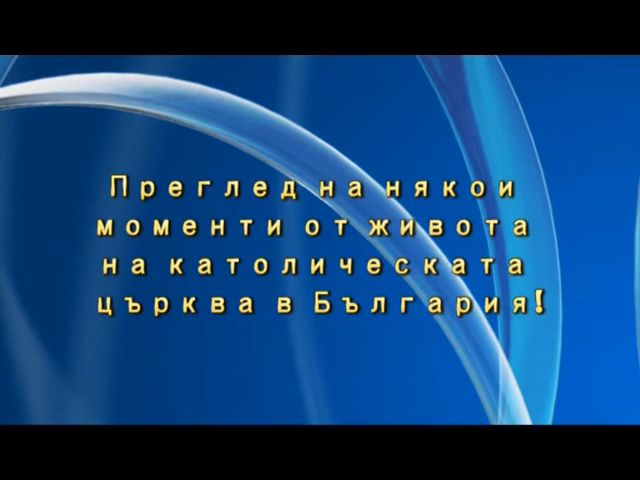 Преглед на някои
моменти от живота
на католическата
църква в България!